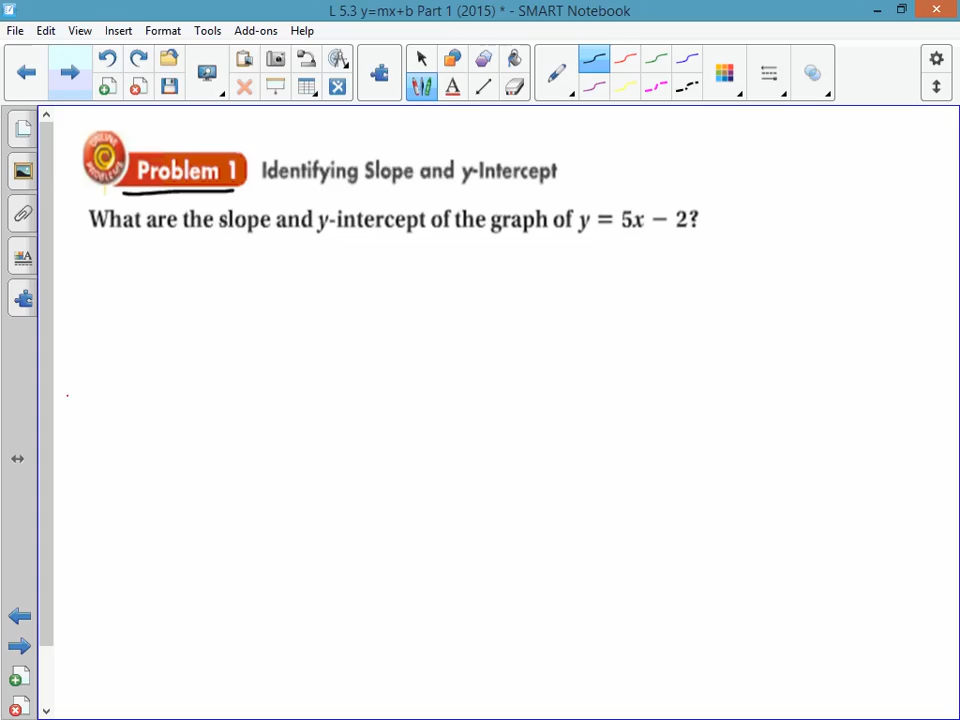 L 5.3 y=mx+b Part 1 (2015) * - SMART Notebook
File Edit View Insert Format Tools Add-ons Help
Problem 1 Identifying Slope and y-Intercept
What are the slope and y-intercept of the graph of y = 5x − 2?